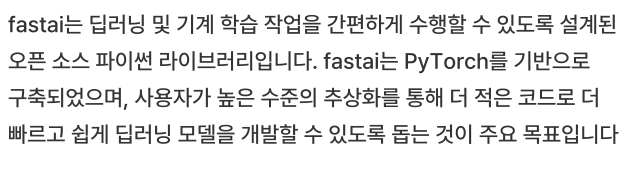 fastai는 딥러닝 및 기계 학습 작업을 간편하게 수행할 수 있도록 설계된
오픈 소스 파이썬 라이브러리입니다. fastai는 PyTorch를 기반으로
구축되었으며, 사용자가 높은 수준의 추상화를 통해 더 적은 코드로 더
빠르고 쉽게 딥러닝 모델을 개발할 수 있도록 돕는 것이 주요 목표입니다